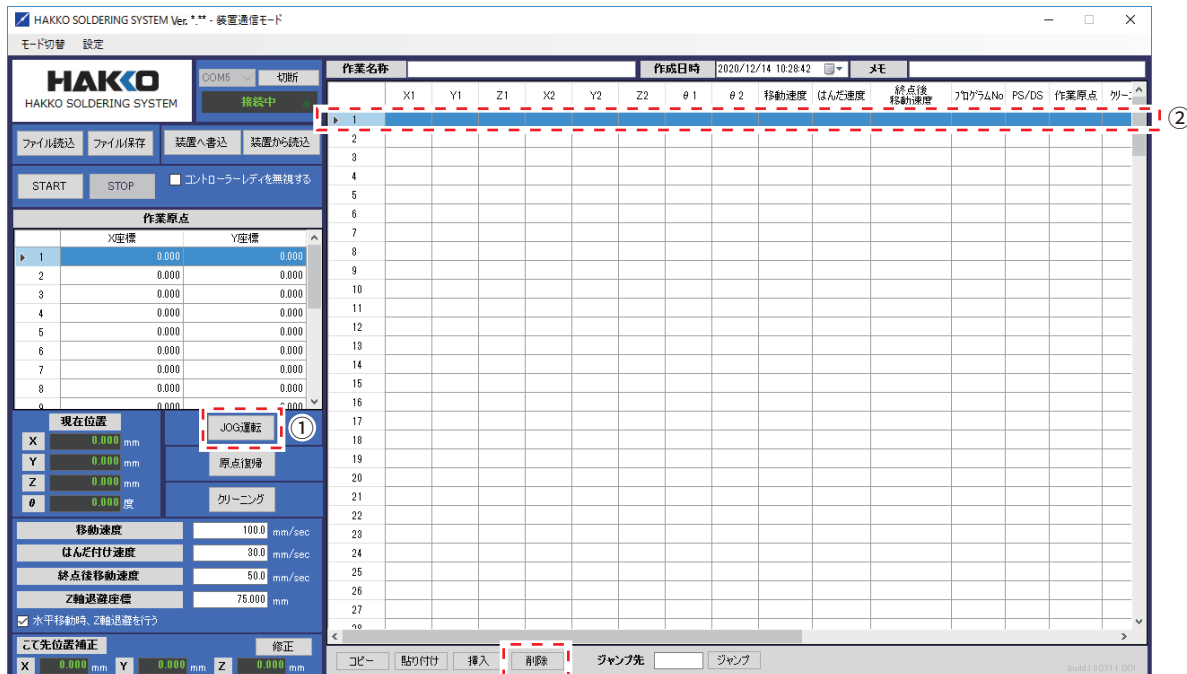 HAKKO SOLDERING SYSTEM Ver. *.** - 装置通信モード
モード切替 設定
HAKKO
HAKKO SOLDERING SYSTEM
COM5 切断
接続中
ファイル読込 ファイル保存 装置へ書込 装置から読込
START STOP コントローラーレディを無視する
作業原点
X座標 Y座標
1 0.000 0.000
2 0.000 0.000
3 0.000 0.000
4 0.000 0.000
5 0.000 0.000
6 0.000 0.000
7 0.000 0.000
8 0.000 0.000
9 0.000 0.000
現在位置
X 0.000 mm
Y 0.000 mm
Z 0.000 mm
θ 0.000 度
JOG運転 ①
原点復帰
クリーニング
移動速度 100.0 mm/sec
はんだ付け速度 30.0 mm/sec
終点後移動速度 50.0 mm/sec
Z軸退避座標 75.000 mm
水平移動時、Z軸退避を行う
こて先位置補正 修正
X 0.000 mm Y 0.000 mm Z 0.000 mm
作業名称 作成日時 2020/12/14 10:28:42 メモ
X1 Y1 Z1 X2 Y2 Z2 θ1 θ2 移動速度 はんだ速度 終点後移動速度 プログラムNo PS/DS 作業原点 クリーニ
1 ②
2
3
4
5
6
7
8
9
10
11
12
13
14
15
16
17
18
19
20
21
22
23
24
25
26
27
28
コピー 貼り付け 挿入 削除 ジャンプ先 ジャンプ
build.180711.001